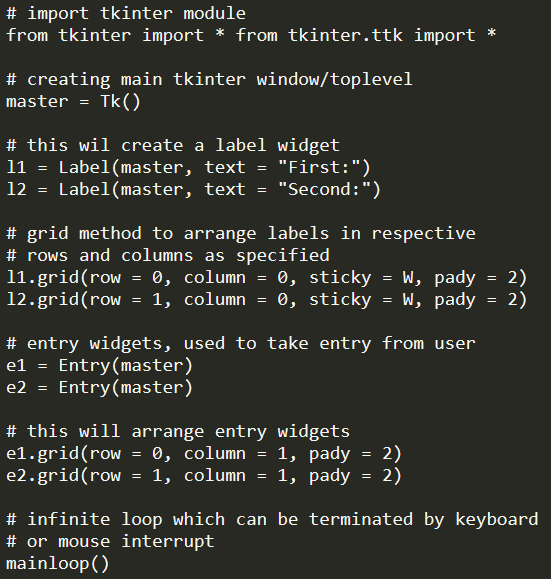 # import tkinter module
from tkinter import * from tkinter.ttk import *
# creating main tkinter window/toplevel
master = Tk()
# this wil create a label widget
l1 = Label(master, text = "First:")
l2 = Label(master, text = "Second:")
# grid method to arrange labels in respective
# rows and columns as specified
l1.grid(row = 0, column = 0, sticky = W, pady = 2)
l2.grid(row = 1, column = 0, sticky = W, pady = 2)
# entry widgets, used to take entry from user
e1 = Entry(master)
e2 = Entry(master)
# this will arrange entry widgets
e1.grid(row = 0, column = 1, pady = 2)
e2.grid(row = 1, column = 1, pady = 2)
# infinite loop which can be terminated by keyboard
# or mouse interrupt
mainloop()